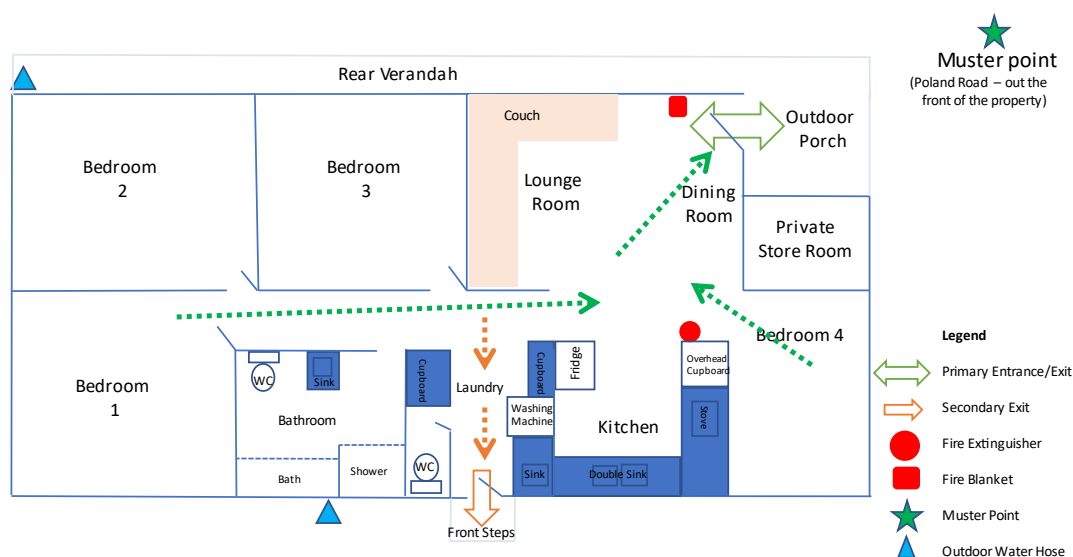 Muster point
(Poland Road – out the
front of the property)
Rear Verandah
Couch
Outdoor
Porch
Bedroom
2
Bedroom
3
Lounge
Room
Dining
Room
Private
Store Room
Bedroom 4
Legend
Primary Entrance/Exit
Secondary Exit
Fire Extinguisher
Fire Blanket
Muster Point
Outdoor Water Hose
Bedroom
1
WC
Sink
Bathroom
Bath
Shower
Cupboard
WC
Laundry
Cupboard
Fridge
Washing
Machine
Kitchen
Overhead
Cupboard
Stove
Sink
Double Sink
Front Steps